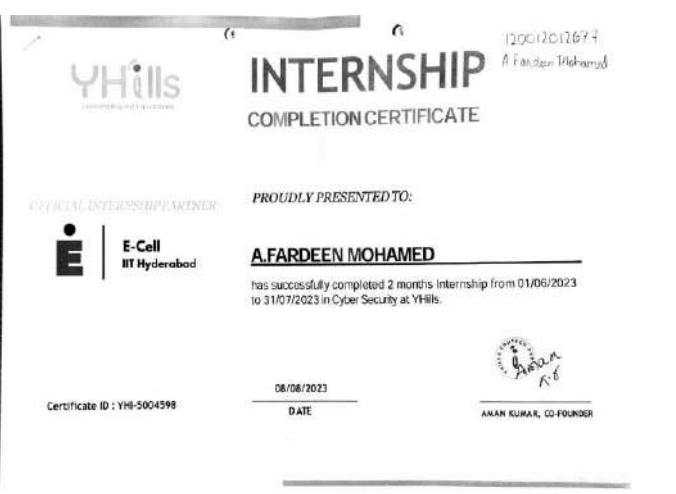 120012012677
A Fardeen Mohamed
YHills
INTERNSHIP
COMPLETION CERTIFICATE
OFFICIAL INTERNSHIP PARTNER:
PROUDLY PRESENTED TO:
E-Cell
IIT Hyderabad
A.FARDEEN MOHAMED
has successfully completed 2 months Internship from 01/06/2023
to 31/07/2023 in Cyber Security at YHills.
Aman
08/08/2023
Certificate ID : YHI-5004598
DATE
AMAN KUMAR, CO-FOUNDER